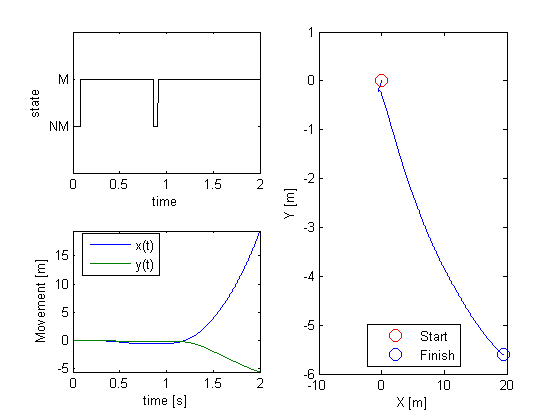 state
M
NM
0
0.5
1
1.5
2
time
Movement [m]
15
10
5
0
-5
x(t)
y(t)
0
0.5
1
1.5
2
time [s]
Y [m]
1
0
-1
-2
-3
-4
-5
-6
Start
Finish
-10
0
10
20
X [m]